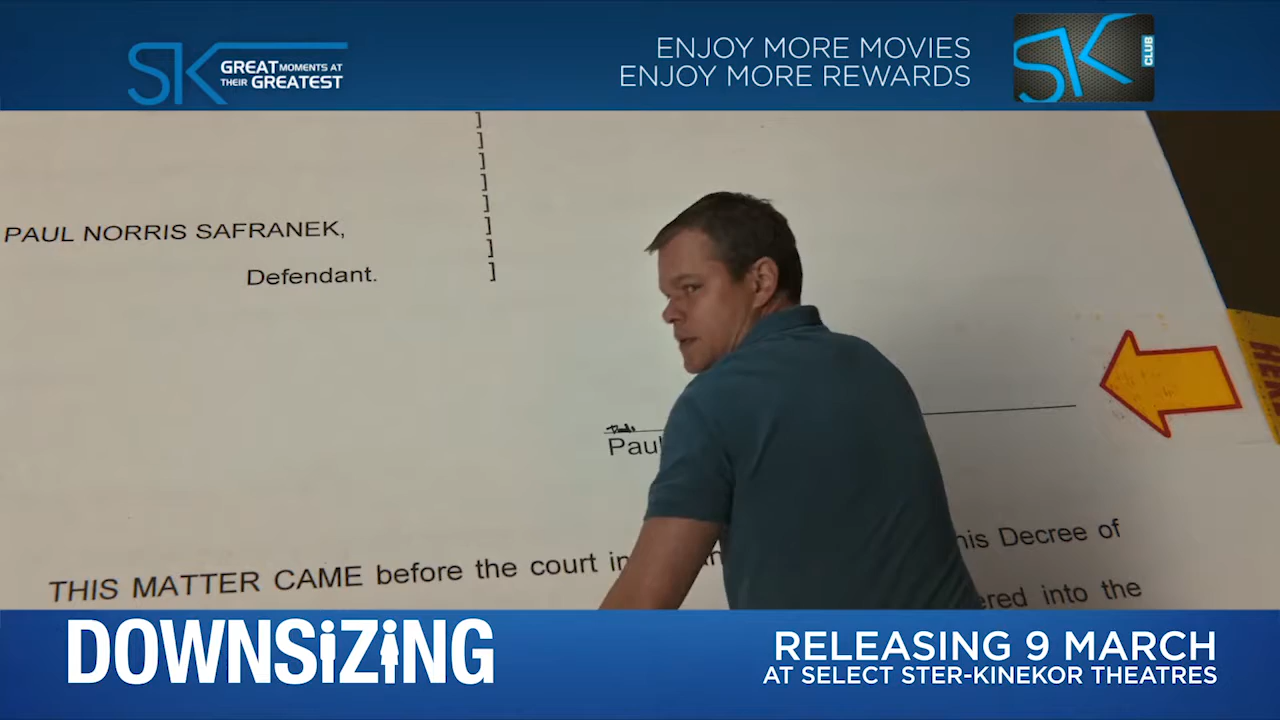 SK GREAT MOMENTS AT
THEIR GREATEST
ENJOY MORE MOVIES
ENJOY MORE REWARDS
SK CLUB
]
]
]
]
]
PAUL NORRIS SAFRANEK, ]
]
Defendant. ]
HERE
Paul
THIS MATTER CAME before the court in his Decree of
ered into the
DOWNSiZiNG
RELEASING 9 MARCH
AT SELECT STER-KINEKOR THEATRES